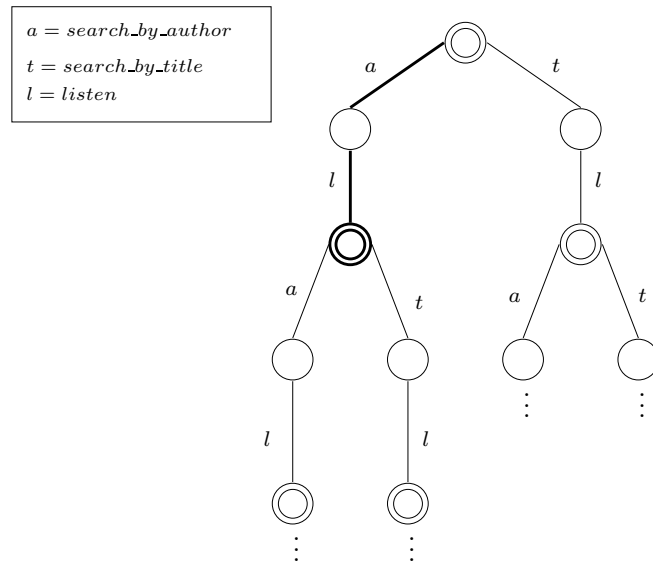 a = search_by_author
t = search_by_title
l = listen
a
t
l
l
a
t
a
t
l
l